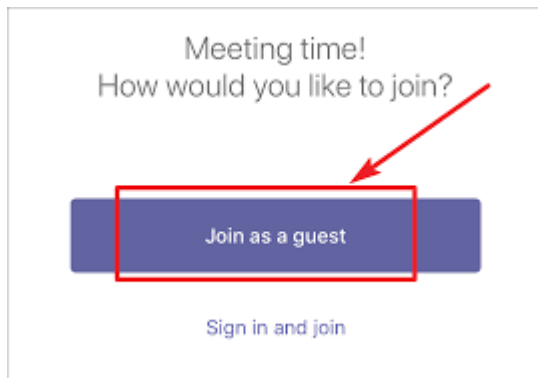 Meeting time!
How would you like to join?
Join as a guest
Sign in and join